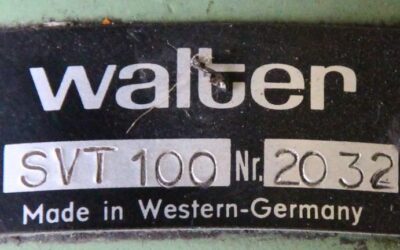 walter
SVT 100 Nr. 2032
Made in Western-Germany